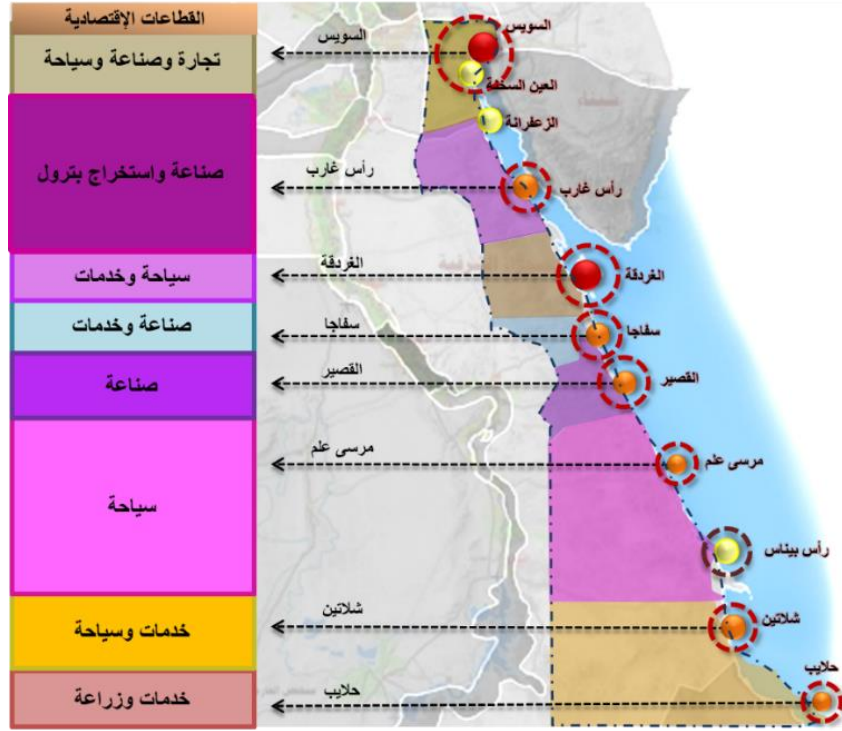 القطاعات الإقتصادية
تجارة وصناعة وسياحة
صناعة واستخراج بترول
سياحة وخدمات
صناعة وخدمات
صناعة
سياحة
خدمات وسياحة
خدمات وزراعة
السويس
رأس غارب
الغردقة
سفاجا
القصير
مرسى علم
شلاتين
حلايب
السويس
العين السخنة
الزعفرانة
رأس غارب
الغردقة
سفاجا
القصير
مرسى علم
رأس بيناس
شلاتين
حلايب